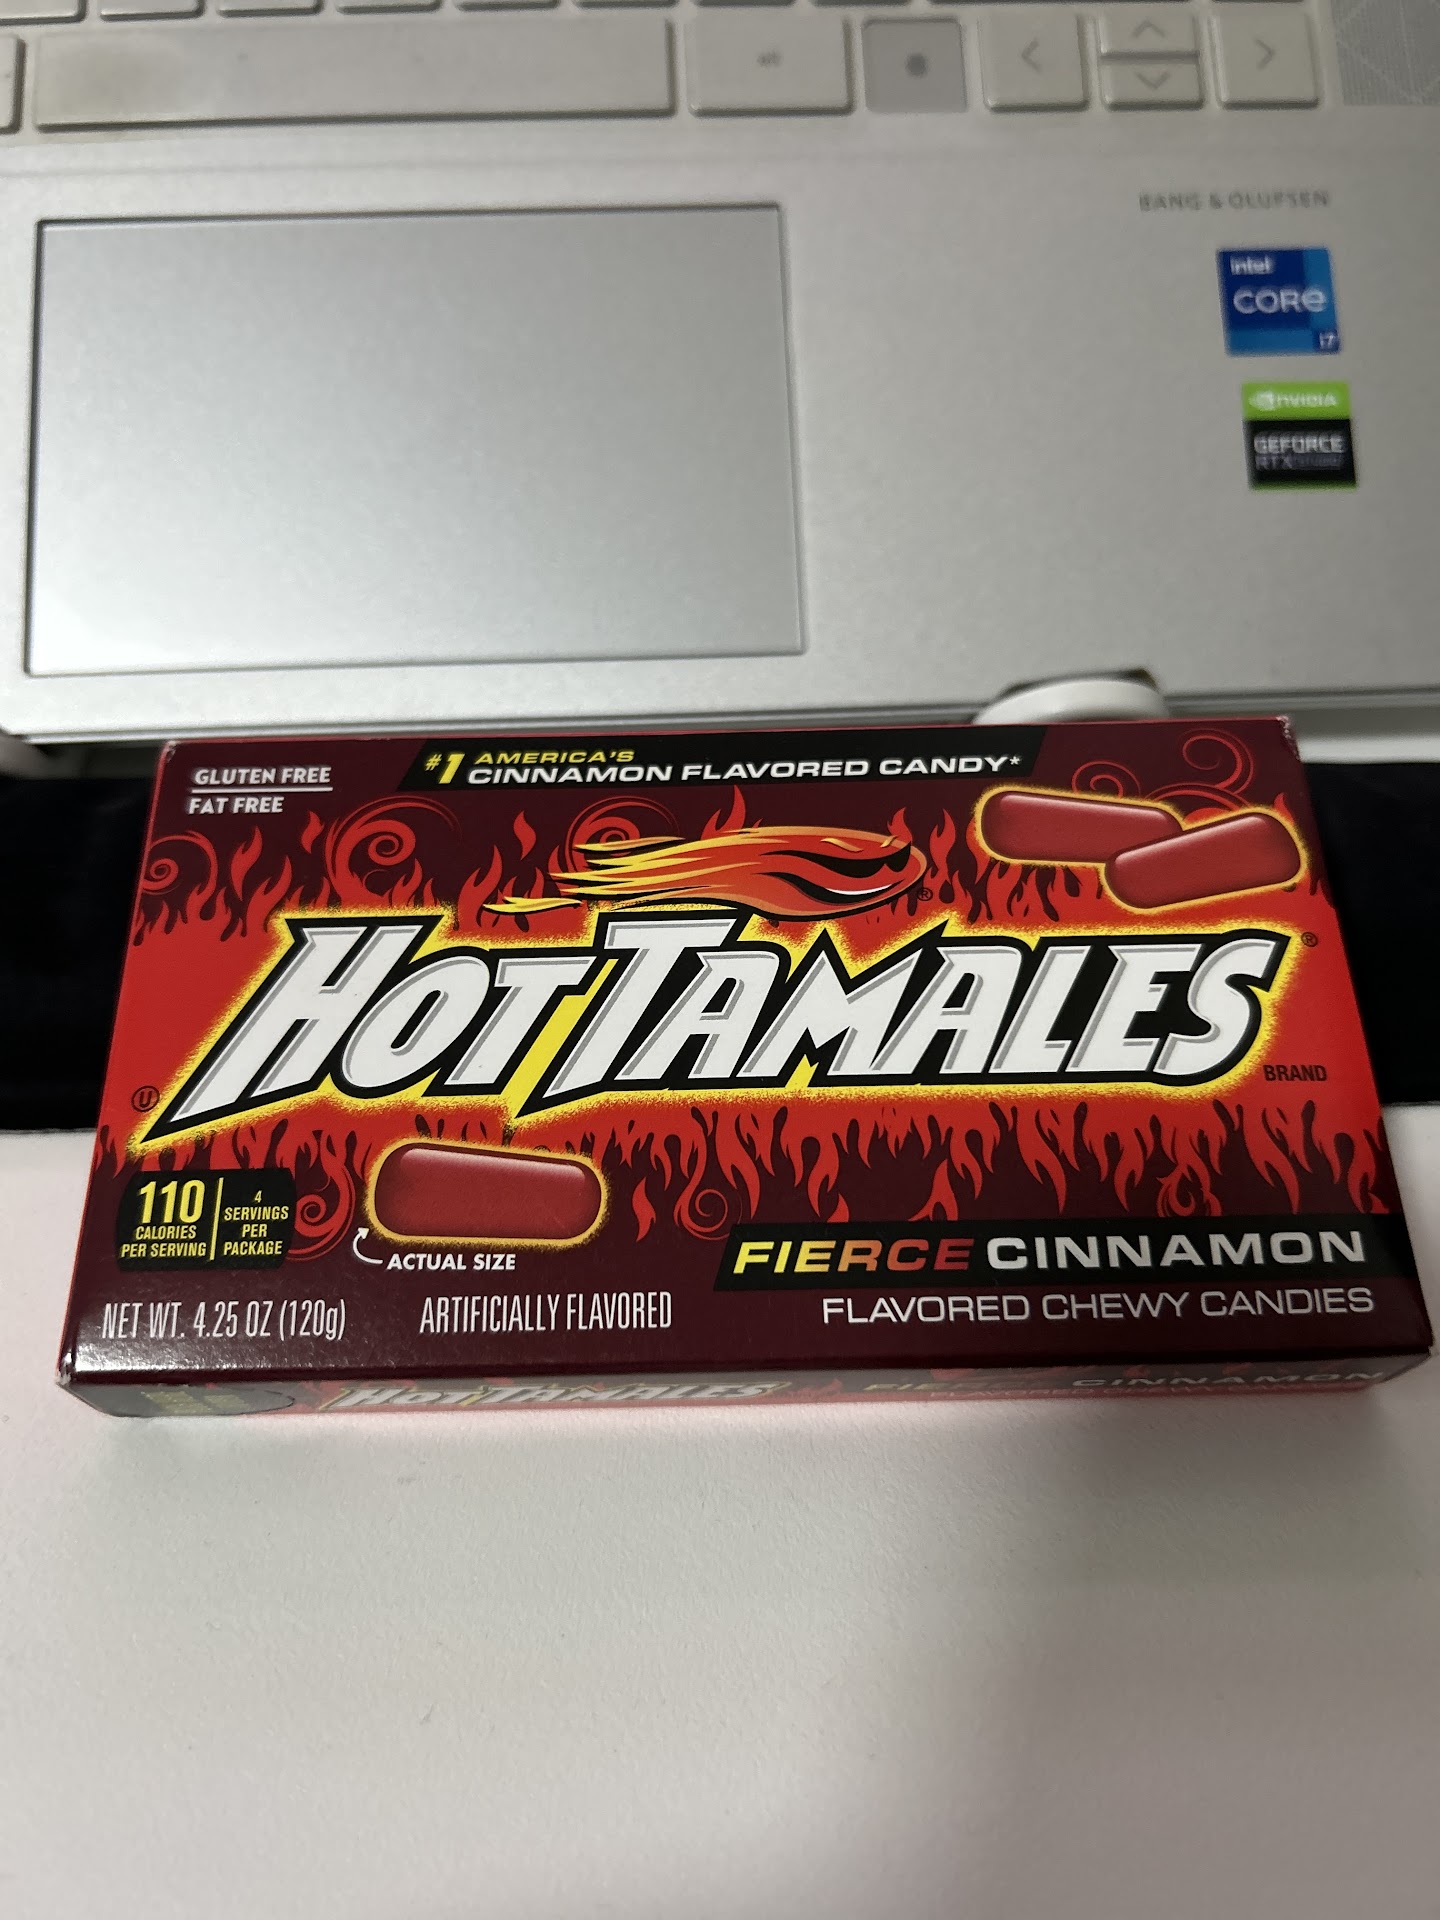 alt
BANG & OLUFSEN
intel
CORE
i7
NVIDIA
GEFORCE
RTX
GLUTEN FREE
FAT FREE
#1 AMERICA'S
CINNAMON FLAVORED CANDY*
®
HOT TAMALES®
BRAND
U
110
CALORIES
PER SERVING
4
SERVINGS
PER
PACKAGE
ACTUAL SIZE
FIERCE CINNAMON
FLAVORED CHEWY CANDIES
NET WT. 4.25 OZ (120g)
ARTIFICIALLY FLAVORED
HOT TAMALES
FIERCE CINNAMON